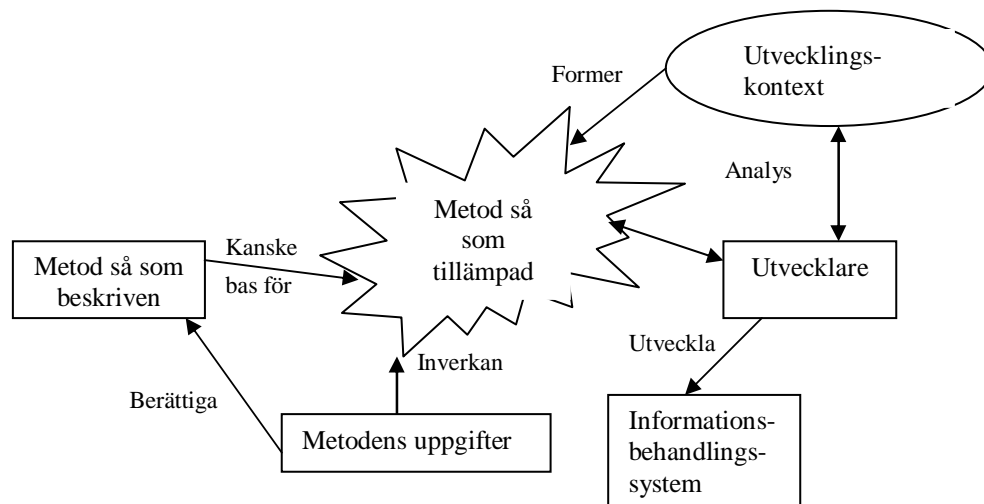 Utvecklings-
kontext
Former
Analys
Metod så
som
tillämpad
Kanske
bas för
Metod så som
beskriven
Utvecklare
Utveckla
Inverkan
Berättiga
Metodens uppgifter
Informations-
behandlings-
system